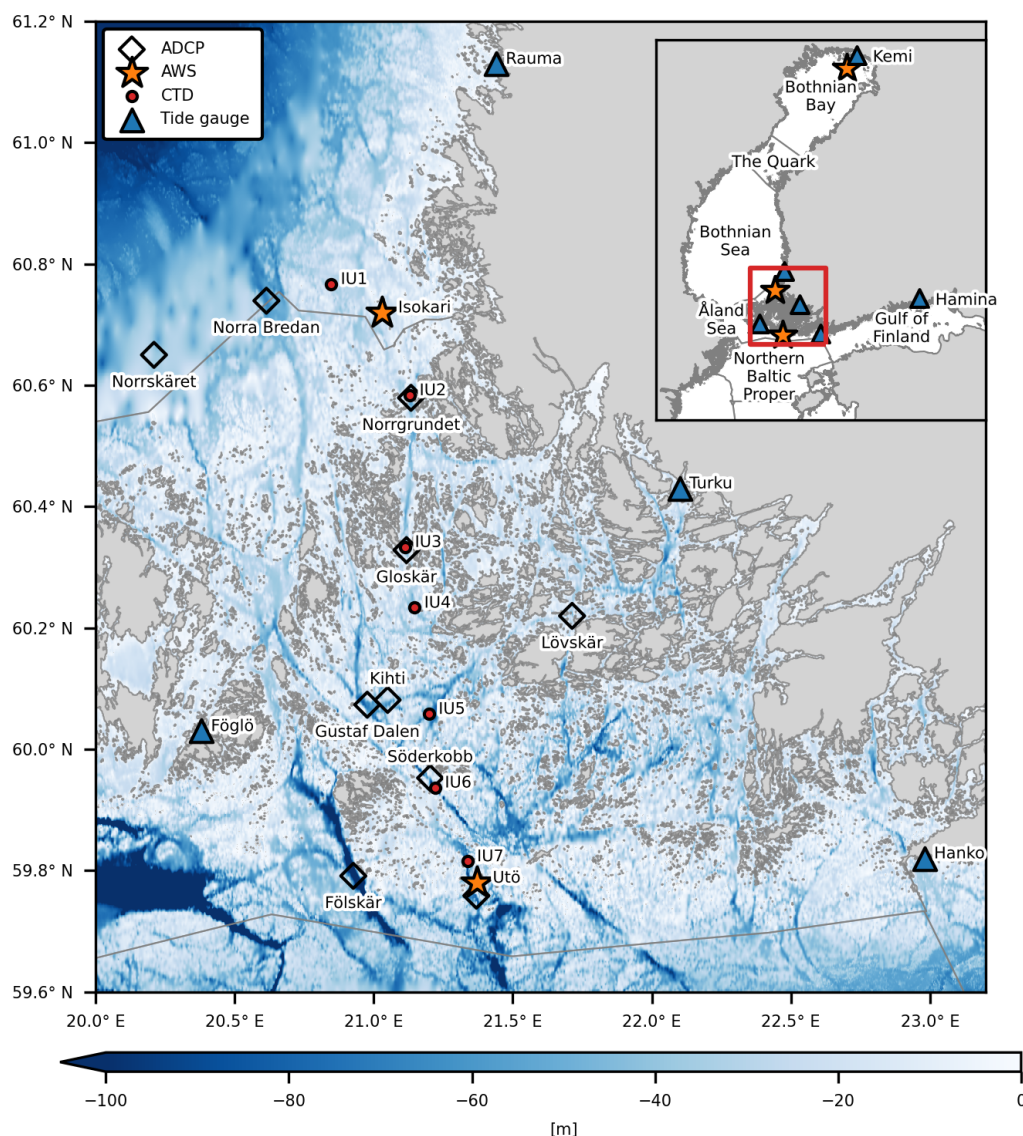 61.2° N
61.0° N
60.8° N
60.6° N
60.4° N
60.2° N
60.0° N
59.8° N
59.6° N
ADCP
AWS
CTD
Tide gauge
Rauma
Kemi
Bothnian
Bay
The Quark
Bothnian
Sea
Åland
Sea
Hamina
Gulf of
Finland
Northern
Baltic
Proper
IU1
Isokari
Norra Bredan
Norrskäret
IU2
Norrgrundet
Turku
IU3
Gloskär
IU4
Lövskär
Kihti
IU5
Gustaf Dalen
Föglö
Söderkobb
IU6
IU7
Utö
Hanko
Fölskär
20.0° E
20.5° E
21.0° E
21.5° E
22.0° E
22.5° E
23.0° E
−100
−80
−60
−40
−20
0
[m]